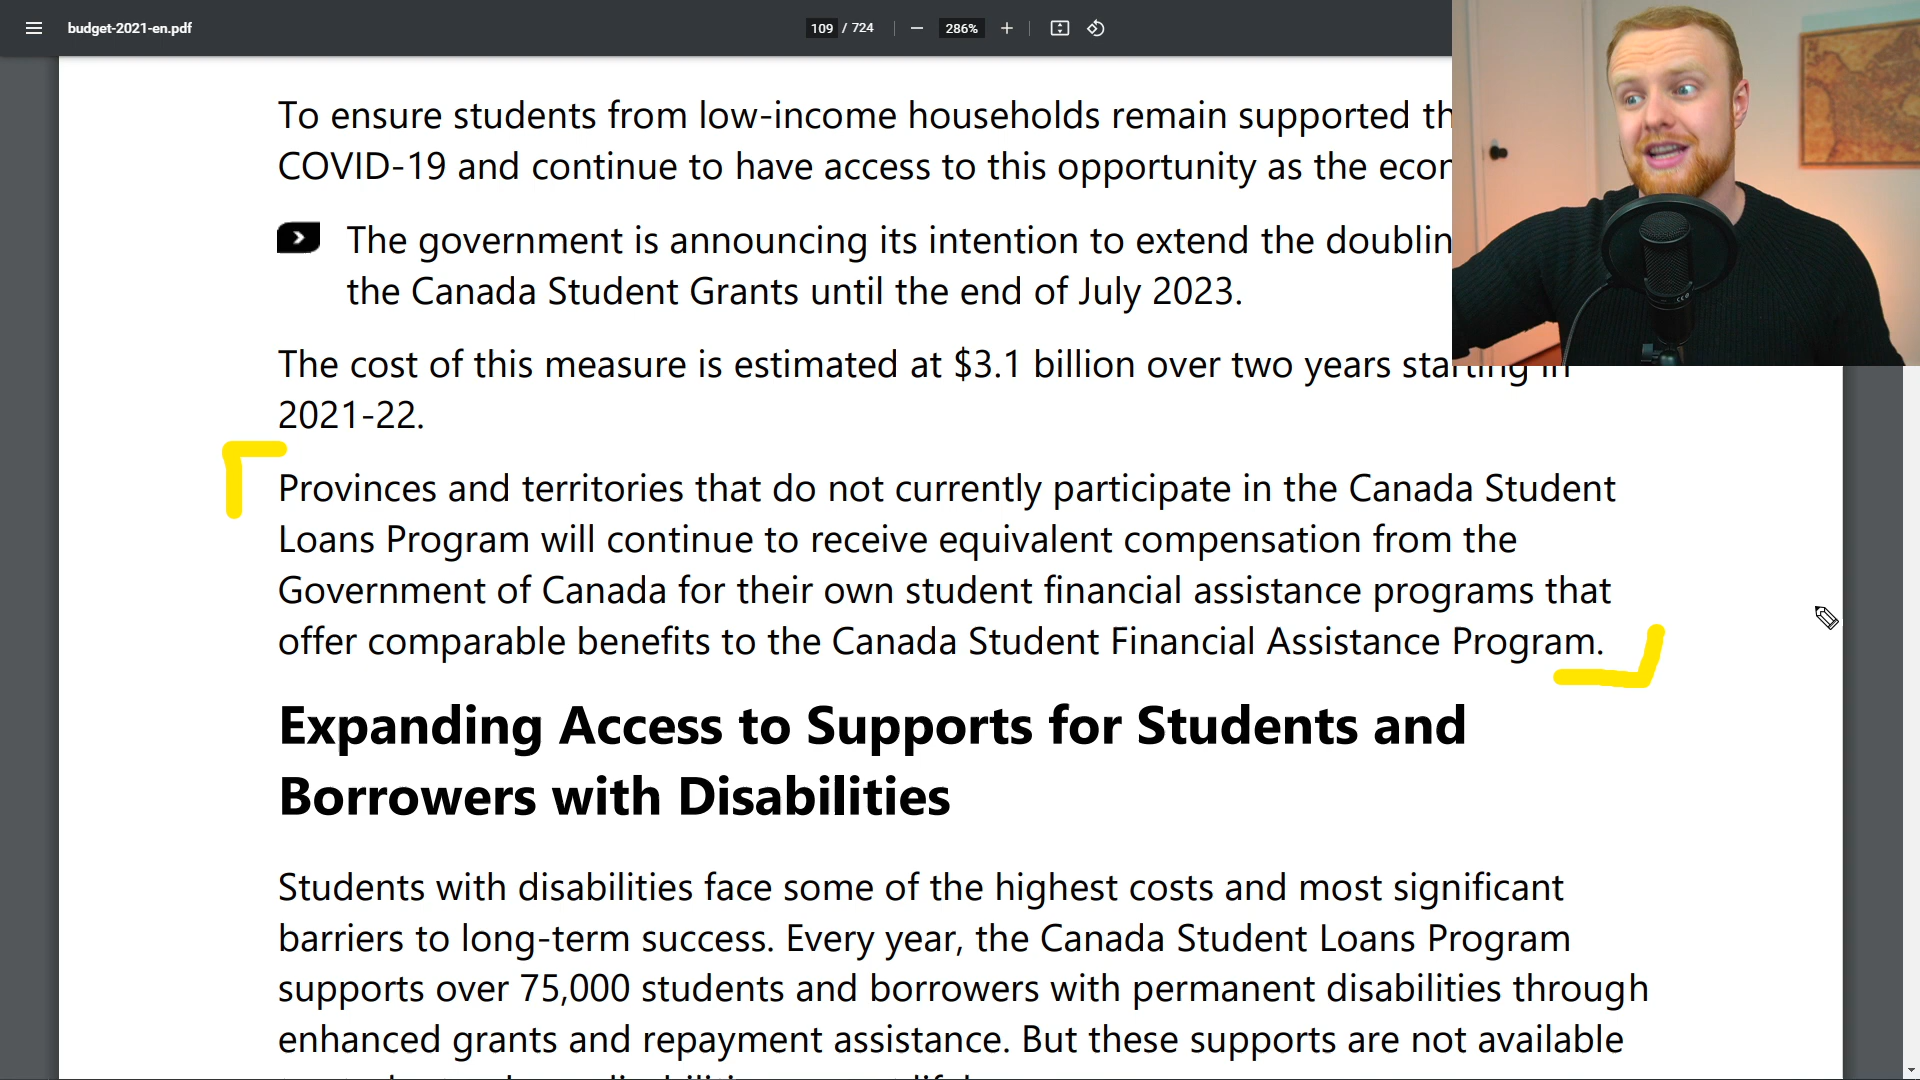 budget-2021-en.pdf
109 / 724
286%
To ensure students from low-income households remain supported
COVID-19 and continue to have access to this opportunity as the
The government is announcing its intention to extend the
the Canada Student Grants until the end of July 2023.
The cost of this measure is estimated at $3.1 billion over two years starting in
2021-22.
Provinces and territories that do not currently participate in the Canada Student
Loans Program will continue to receive equivalent compensation from the
Government of Canada for their own student financial assistance programs that
offer comparable benefits to the Canada Student Financial Assistance Program.
Expanding Access to Supports for Students and
Borrowers with Disabilities
Students with disabilities face some of the highest costs and most significant
barriers to long-term success. Every year, the Canada Student Loans Program
supports over 75,000 students and borrowers with permanent disabilities through
enhanced grants and repayment assistance. But these supports are not available